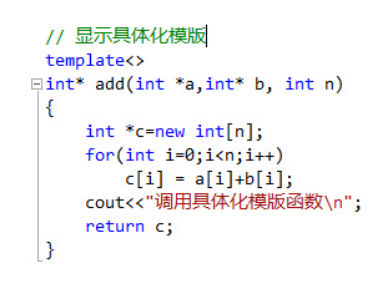 // 显示具体化模版
template<>
int* add(int *a,int* b, int n)
{
int *c=new int[n];
for(int i=0;i<n;i++)
c[i] = a[i]+b[i];
cout<<"调用具体化模版函数\n";
return c;
}